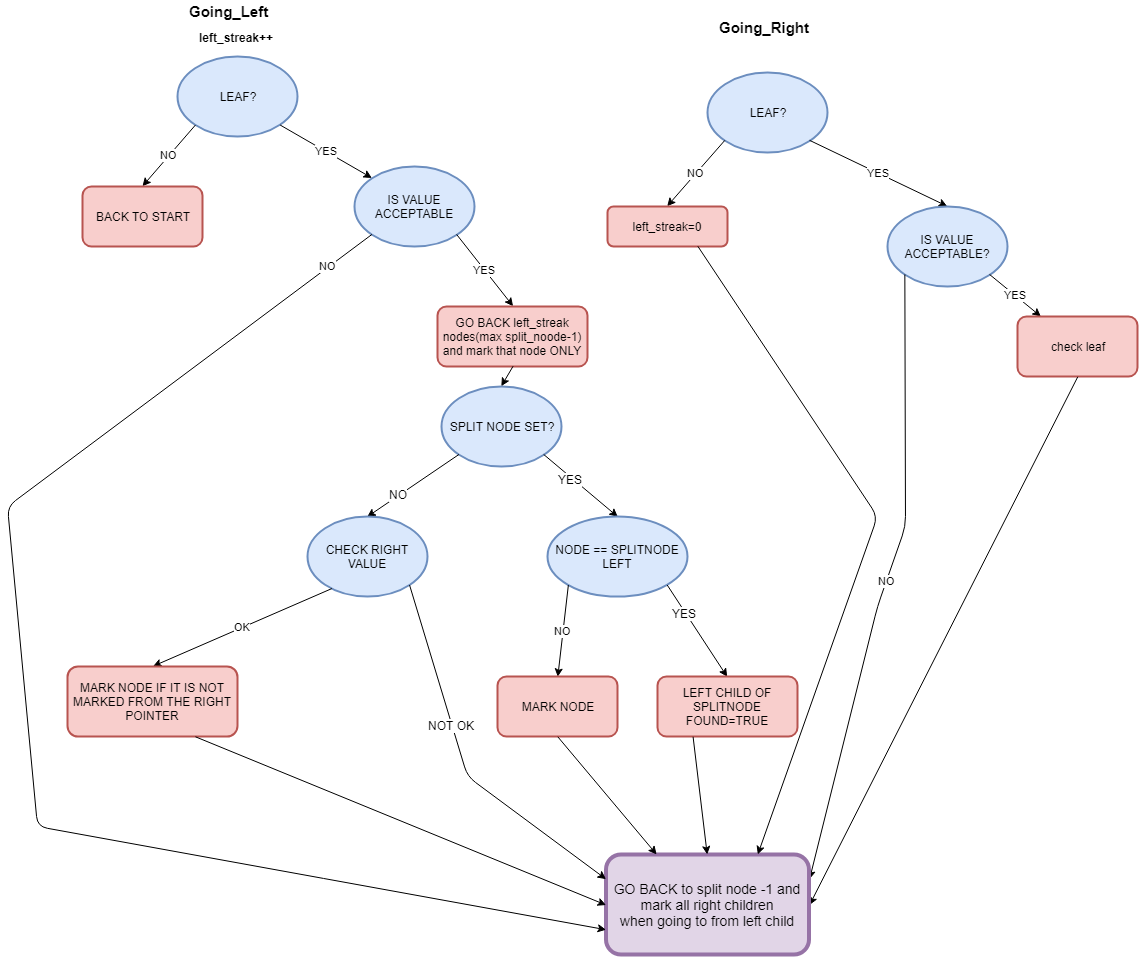 Going_Left
left_streak++
LEAF?
NO
YES
BACK TO START
IS VALUE
ACCEPTABLE
NO
YES
GO BACK left_streak
nodes(max split_noode-1)
and mark that node ONLY
SPLIT NODE SET?
NO
YES
CHECK RIGHT
VALUE
NODE == SPLITNODE
LEFT
OK
NOT OK
NO
YES
MARK NODE IF IT IS NOT
MARKED FROM THE RIGHT
POINTER
MARK NODE
LEFT CHILD OF
SPLITNODE
FOUND=TRUE
Going_Right
LEAF?
NO
YES
left_streak=0
IS VALUE
ACCEPTABLE?
YES
NO
check leaf
GO BACK to split node -1 and
mark all right children
when going to from left child